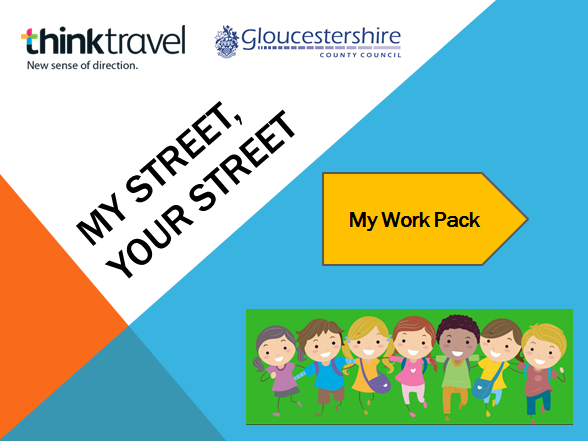 thinktravel
New sense of direction.
Gloucestershire
COUNTY COUNCIL
MY STREET,
YOUR STREET
My Work Pack